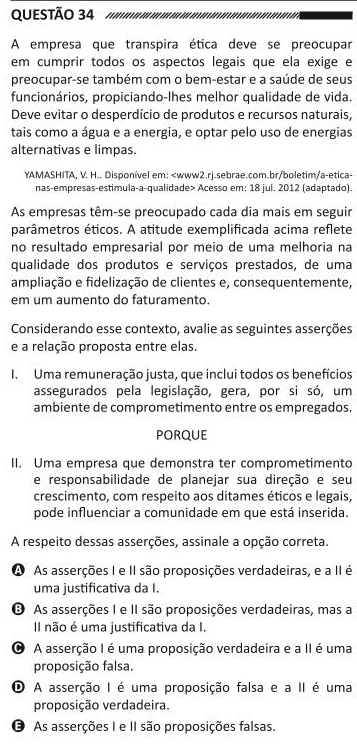 QUESTÃO 34
A empresa que transpira ética deve se preocupar
em cumprir todos os aspectos legais que ela exige e
preocupar-se também com o bem-estar e a saúde de seus
funcionários, propiciando-lhes melhor qualidade de vida.
Deve evitar o desperdício de produtos e recursos naturais,
tais como a água e a energia, e optar pelo uso de energias
alternativas e limpas.
YAMASHITA, V. H.. Disponível em: <www2.rj.sebrae.com.br/boletim/a-etica-
nas-empresas-estimula-a-qualidade> Acesso em: 18 jul. 2012 (adaptado).
As empresas têm-se preocupado cada dia mais em seguir
parâmetros éticos. A atitude exemplificada acima reflete
no resultado empresarial por meio de uma melhoria na
qualidade dos produtos e serviços prestados, de uma
ampliação e fidelização de clientes e, consequentemente,
em um aumento do faturamento.
Considerando esse contexto, avalie as seguintes asserções
e a relação proposta entre elas.
I. Uma remuneração justa, que inclui todos os benefícios
assegurados pela legislação, gera, por si só, um
ambiente de comprometimento entre os empregados.
PORQUE
II. Uma empresa que demonstra ter comprometimento
e responsabilidade de planejar sua direção e seu
crescimento, com respeito aos ditames éticos e legais,
pode influenciar a comunidade em que está inserida.
A respeito dessas asserções, assinale a opção correta.
A As asserções I e II são proposições verdadeiras, e a II é
uma justificativa da I.
B As asserções I e II são proposições verdadeiras, mas a
II não é uma justificativa da I.
C A asserção I é uma proposição verdadeira e a II é uma
proposição falsa.
D A asserção I é uma proposição falsa e a II é uma
proposição verdadeira.
E As asserções I e II são proposições falsas.